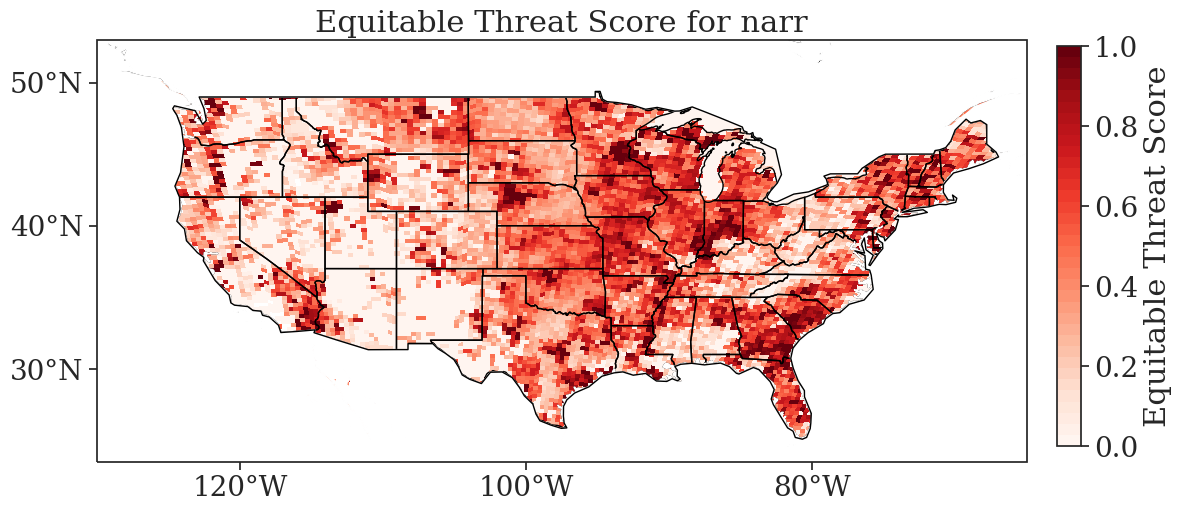 Equitable Threat Score for narr
50°N
40°N
30°N
120°W
100°W
80°W
1.0
0.8
0.6
0.4
0.2
0.0
Equitable Threat Score